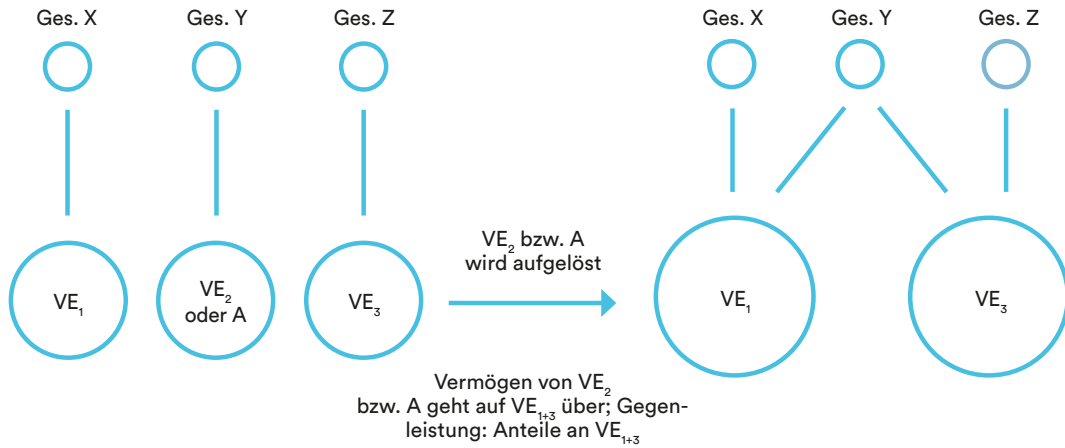 Ges. X
Ges. Y
Ges. Z
Ges. X
Ges. Y
Ges. Z
VE₁
VE₂
oder A
VE₃
VE₂ bzw. A
wird aufgelöst
VE₁
VE₃
Vermögen von VE₂
bzw. A geht auf VE₁₊₃ über; Gegen-
leistung: Anteile an VE₁₊₃